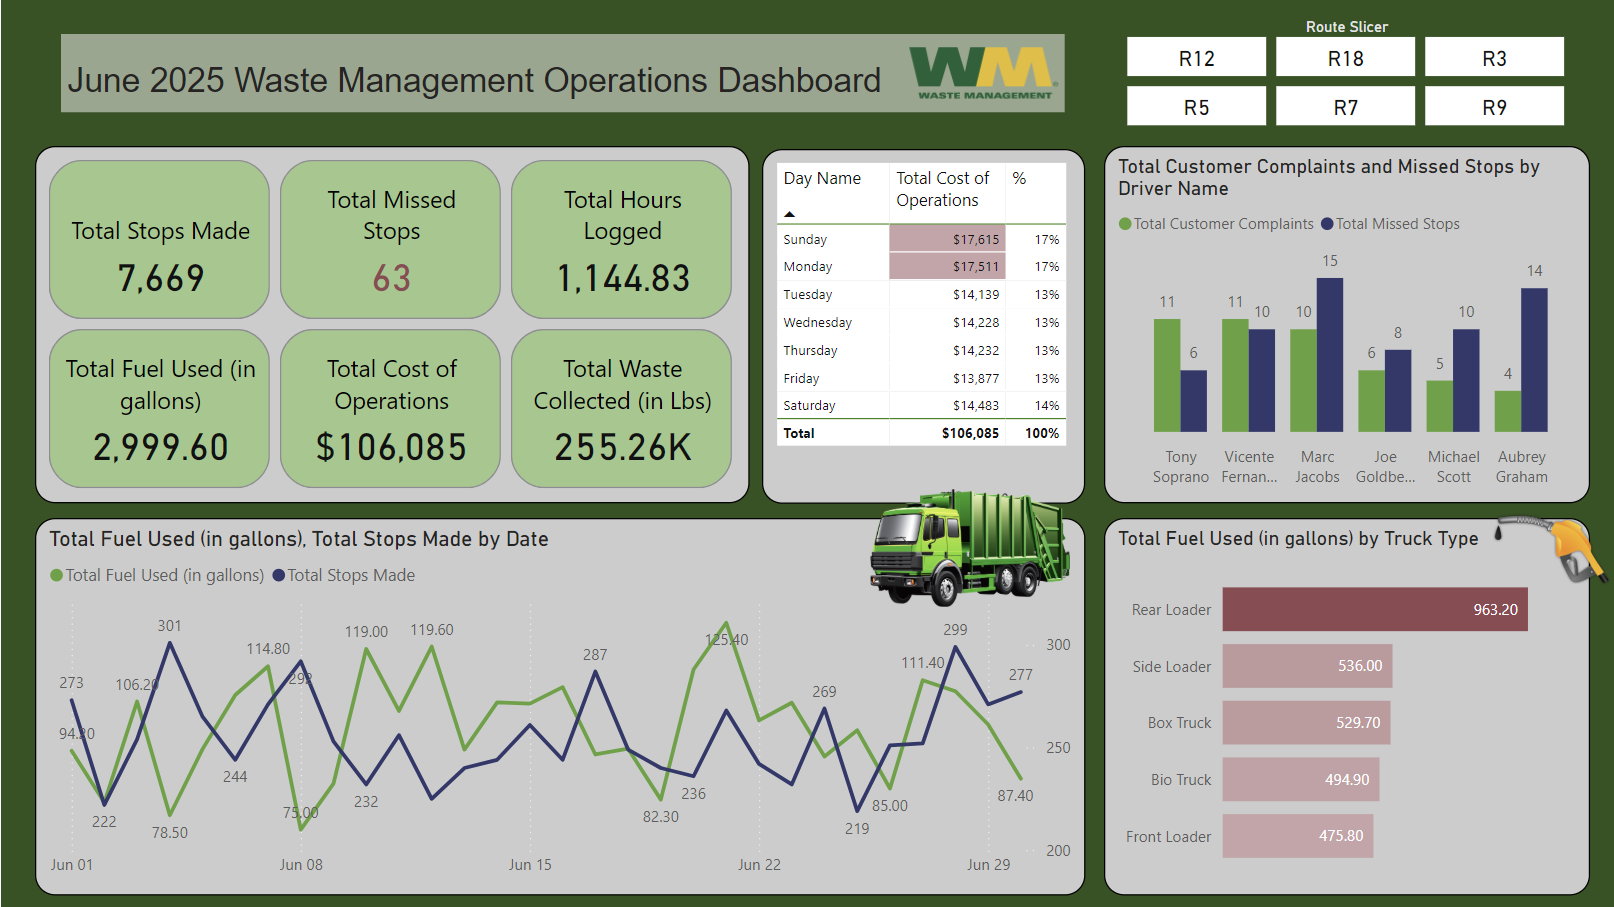 June 2025 Waste Management Operations Dashboard
WM
WASTE MANAGEMENT
Route Slicer
R12
R18
R3
R5
R7
R9
Total Stops Made
7,669
Total Missed
Stops
63
Total Hours
Logged
1,144.83
Total Fuel Used (in
gallons)
2,999.60
Total Cost of
Operations
$106,085
Total Waste
Collected (in Lbs)
255.26K
Day Name Total Cost of %
Operations
Sunday $17,615 17%
Monday $17,511 17%
Tuesday $14,139 13%
Wednesday $14,228 13%
Thursday $14,232 13%
Friday $13,877 13%
Saturday $14,483 14%
Total $106,085 100%
Total Customer Complaints and Missed Stops by
Driver Name
Total Customer Complaints Total Missed Stops
11
6
11
10
10
15
6
8
5
10
4
14
Tony
Soprano
Vicente
Fernan...
Marc
Jacobs
Joe
Goldbe...
Michael
Scott
Aubrey
Graham
Total Fuel Used (in gallons), Total Stops Made by Date
Total Fuel Used (in gallons) Total Stops Made
273
94.20
222
106.20
301
78.50
244
114.80
292
75.00
119.00
232
119.60
287
82.30
236
125.40
269
219
85.00
111.40
299
277
87.40
300
250
200
Jun 01
Jun 08
Jun 15
Jun 22
Jun 29
Total Fuel Used (in gallons) by Truck Type
Rear Loader 963.20
Side Loader 536.00
Box Truck 529.70
Bio Truck 494.90
Front Loader 475.80